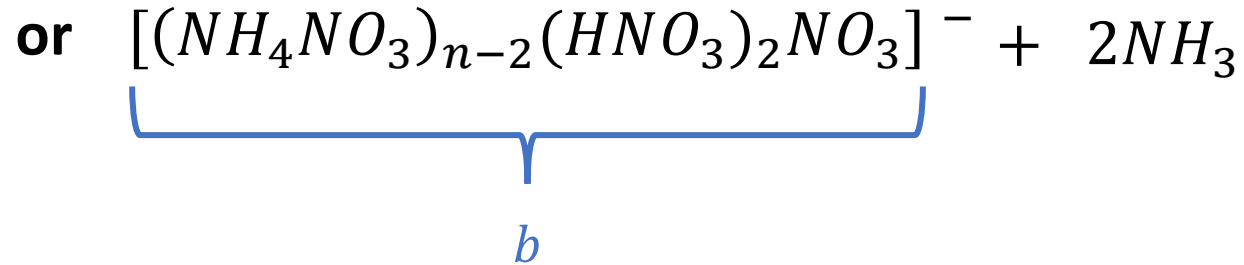 or [(NH₄NO₃)ₙ₋₂(HNO₃)₂NO₃]⁻ + 2NH₃
b